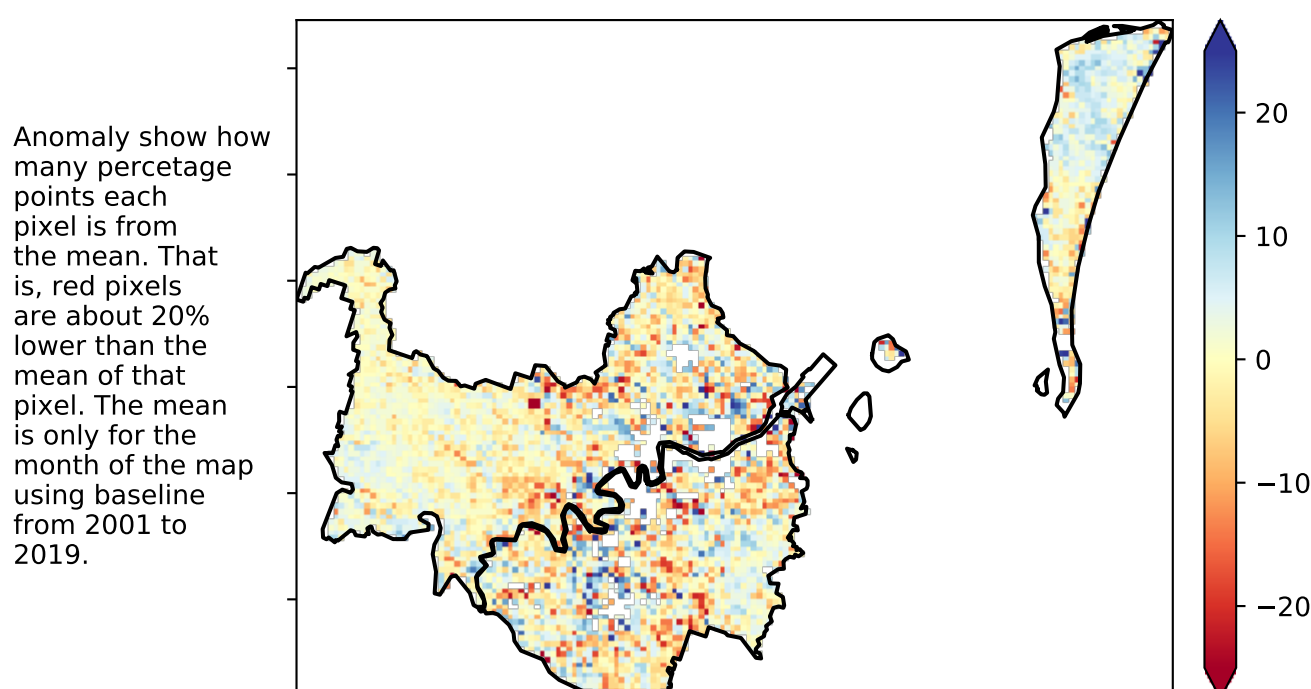 Anomaly show how
many percetage
points each
pixel is from
the mean. That
is, red pixels
are about 20%
lower than the
mean of that
pixel. The mean
is only for the
month of the map
using baseline
from 2001 to
2019.
20
10
0
−10
−20